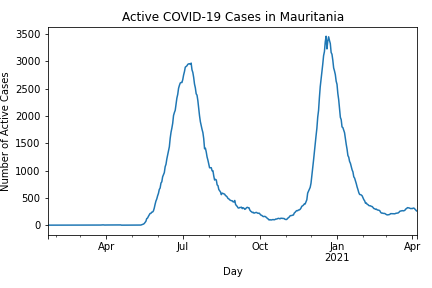 Active COVID-19 Cases in Mauritania
Number of Active Cases
3500
3000
2500
2000
1500
1000
500
0
Apr
Jul
Oct
Jan
2021
Apr
Day